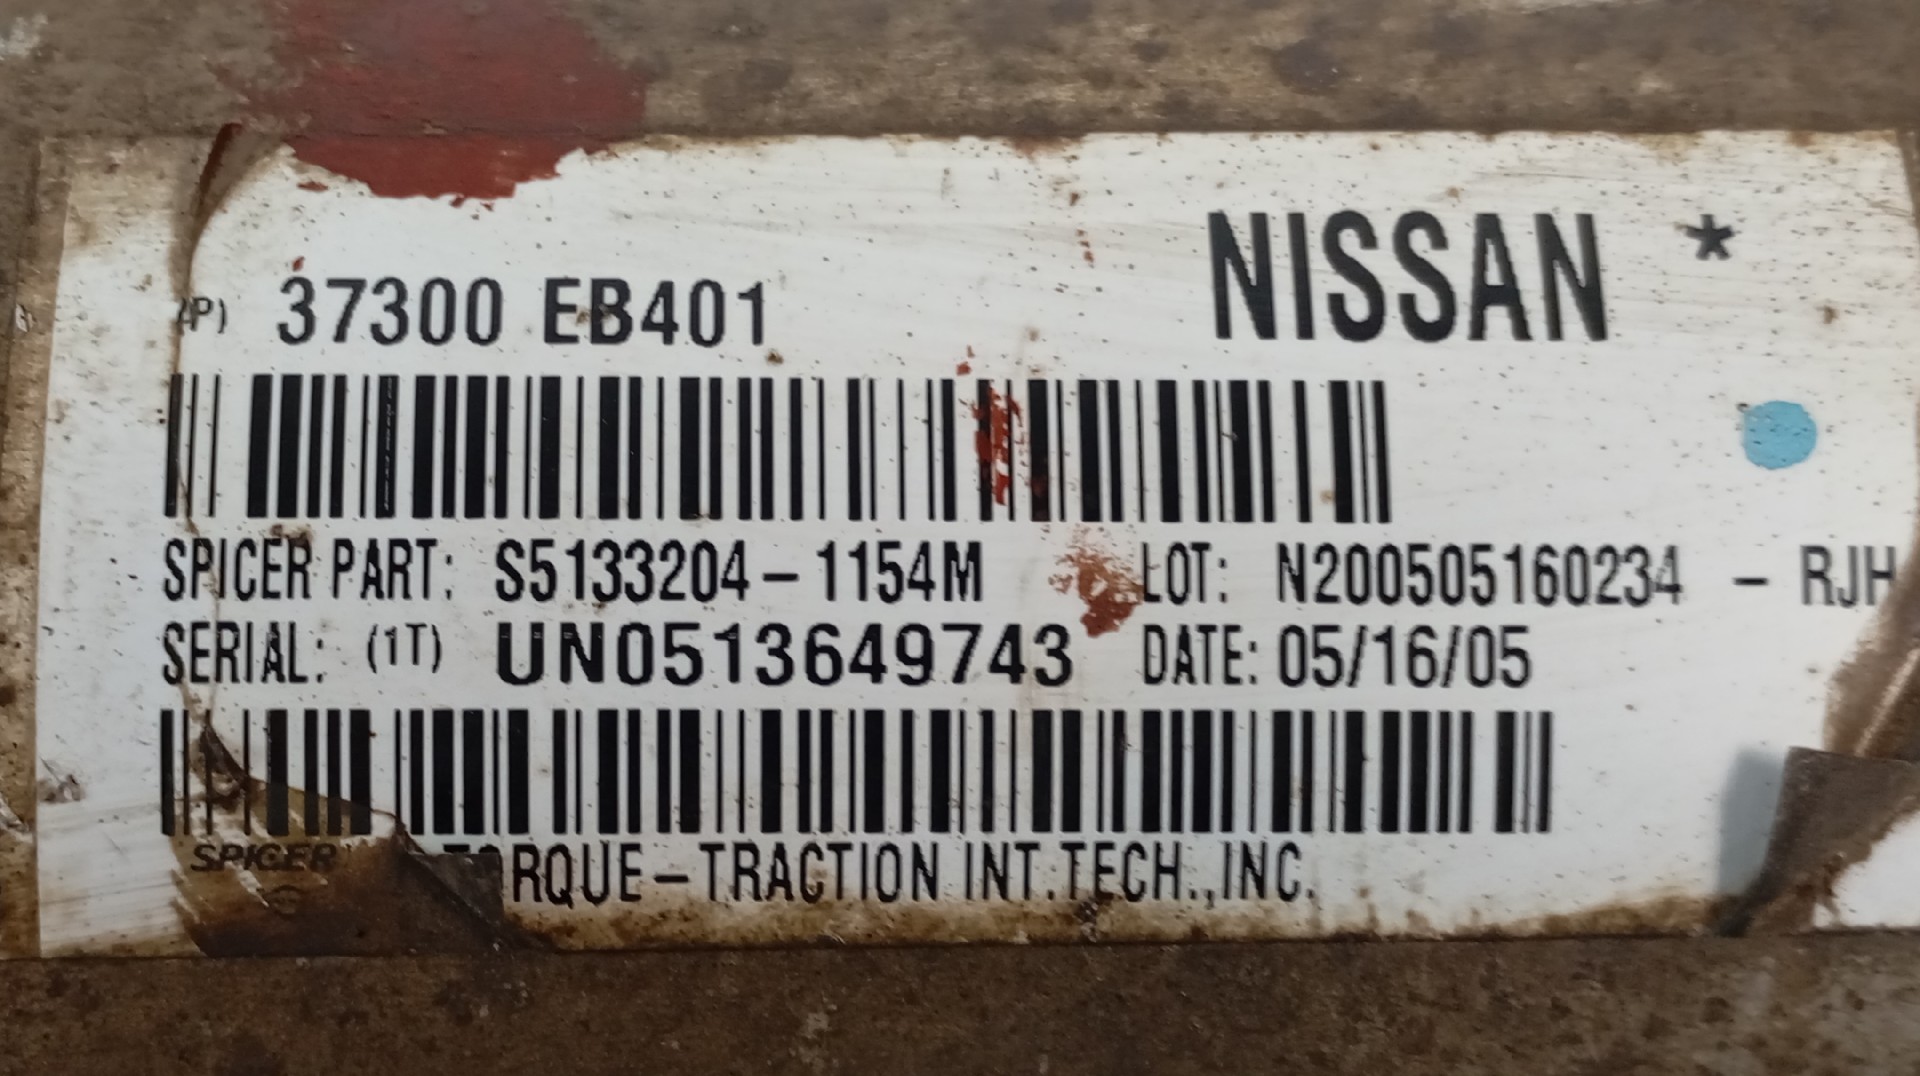 NISSAN *
(P) 37300 EB401
SPICER PART: S5133204-1154M LOT: N200505160234 - RJH
SERIAL: (1T) UN0513649743 DATE: 05/16/05
SPICER TORQUE-TRACTION INT.TECH.,INC.